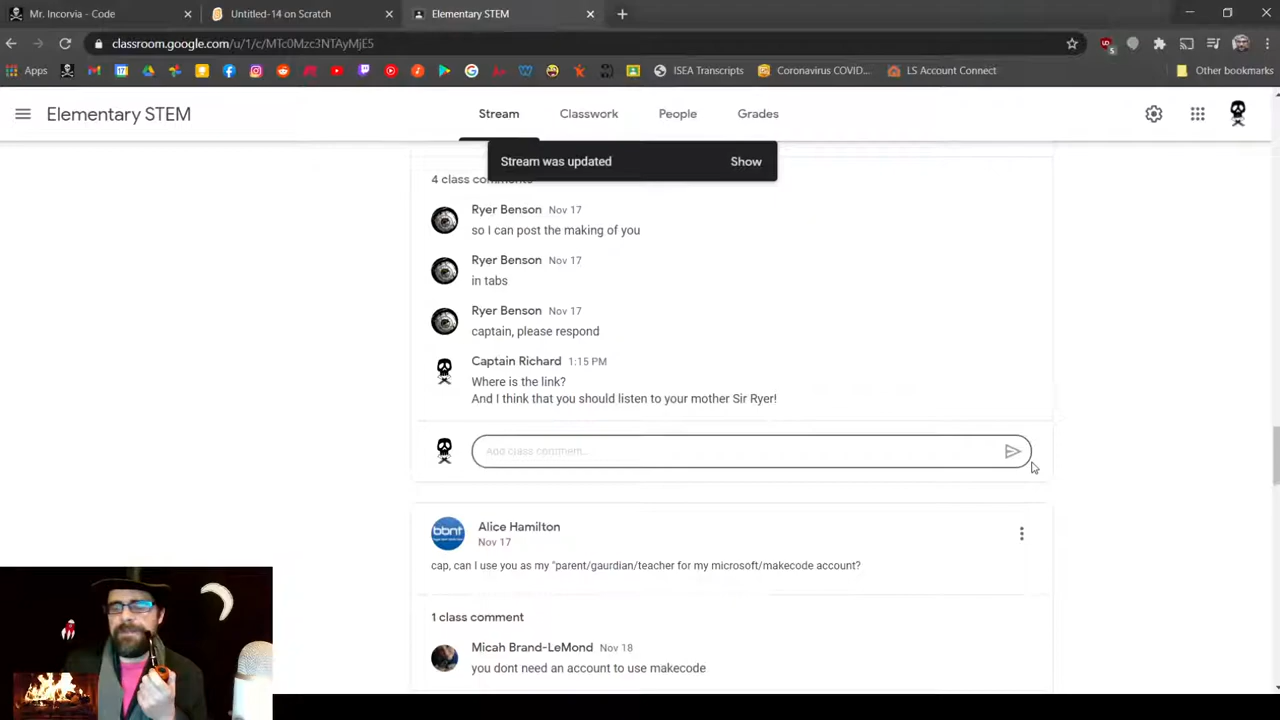 Mr. Incorvia - Code
Untitled-14 on Scratch
Elementary STEM
classroom.google.com/u/1/c/MTc0Mzc3NTAyMjE5
Apps
ISEA Transcripts
Coronavirus COVID...
LS Account Connect
Other bookmarks
Elementary STEM
Stream
Classwork
People
Grades
Stream was updated
Show
4 class comments
Ryer Benson Nov 17
so I can post the making of you
Ryer Benson Nov 17
in tabs
Ryer Benson Nov 17
captain, please respond
Captain Richard 1:15 PM
Where is the link?
And I think that you should listen to your mother Sir Ryer!
Add class comment...
bbnt
Alice Hamilton
Nov 17
cap, can I use you as my "parent/gaurdian/teacher for my microsoft/makecode account?
1 class comment
Micah Brand-LeMond Nov 18
you dont need an account to use makecode